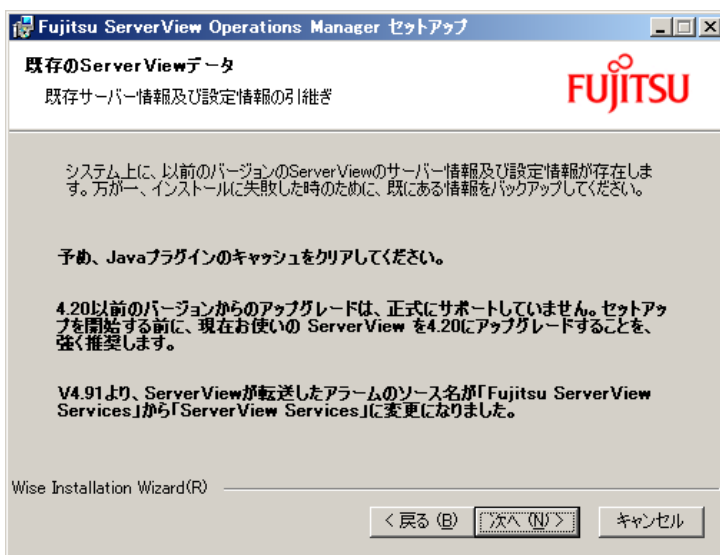 Fujitsu ServerView Operations Manager セットアップ
既存のServerViewデータ
既存サーバー情報及び設定情報の引継ぎ
FUJITSU
システム上に、以前のバージョンのServerViewのサーバー情報及び設定情報が存在しま
す。万が一、インストールに失敗した時のために、既にある情報をバックアップしてください。
予め、Javaプラグインのキャッシュをクリアしてください。
4.20以前のバージョンからのアップグレードは、正式にサポートしていません。セットアッ
プを開始する前に、現在お使いの ServerView を4.20にアップグレードすることを、
強く推奨します。
V4.91より、ServerViewが転送したアラームのソース名が「Fujitsu ServerView
Services」から「ServerView Services」に変更になりました。
Wise Installation Wizard(R)
< 戻る (B)
次へ (N) >
キャンセル